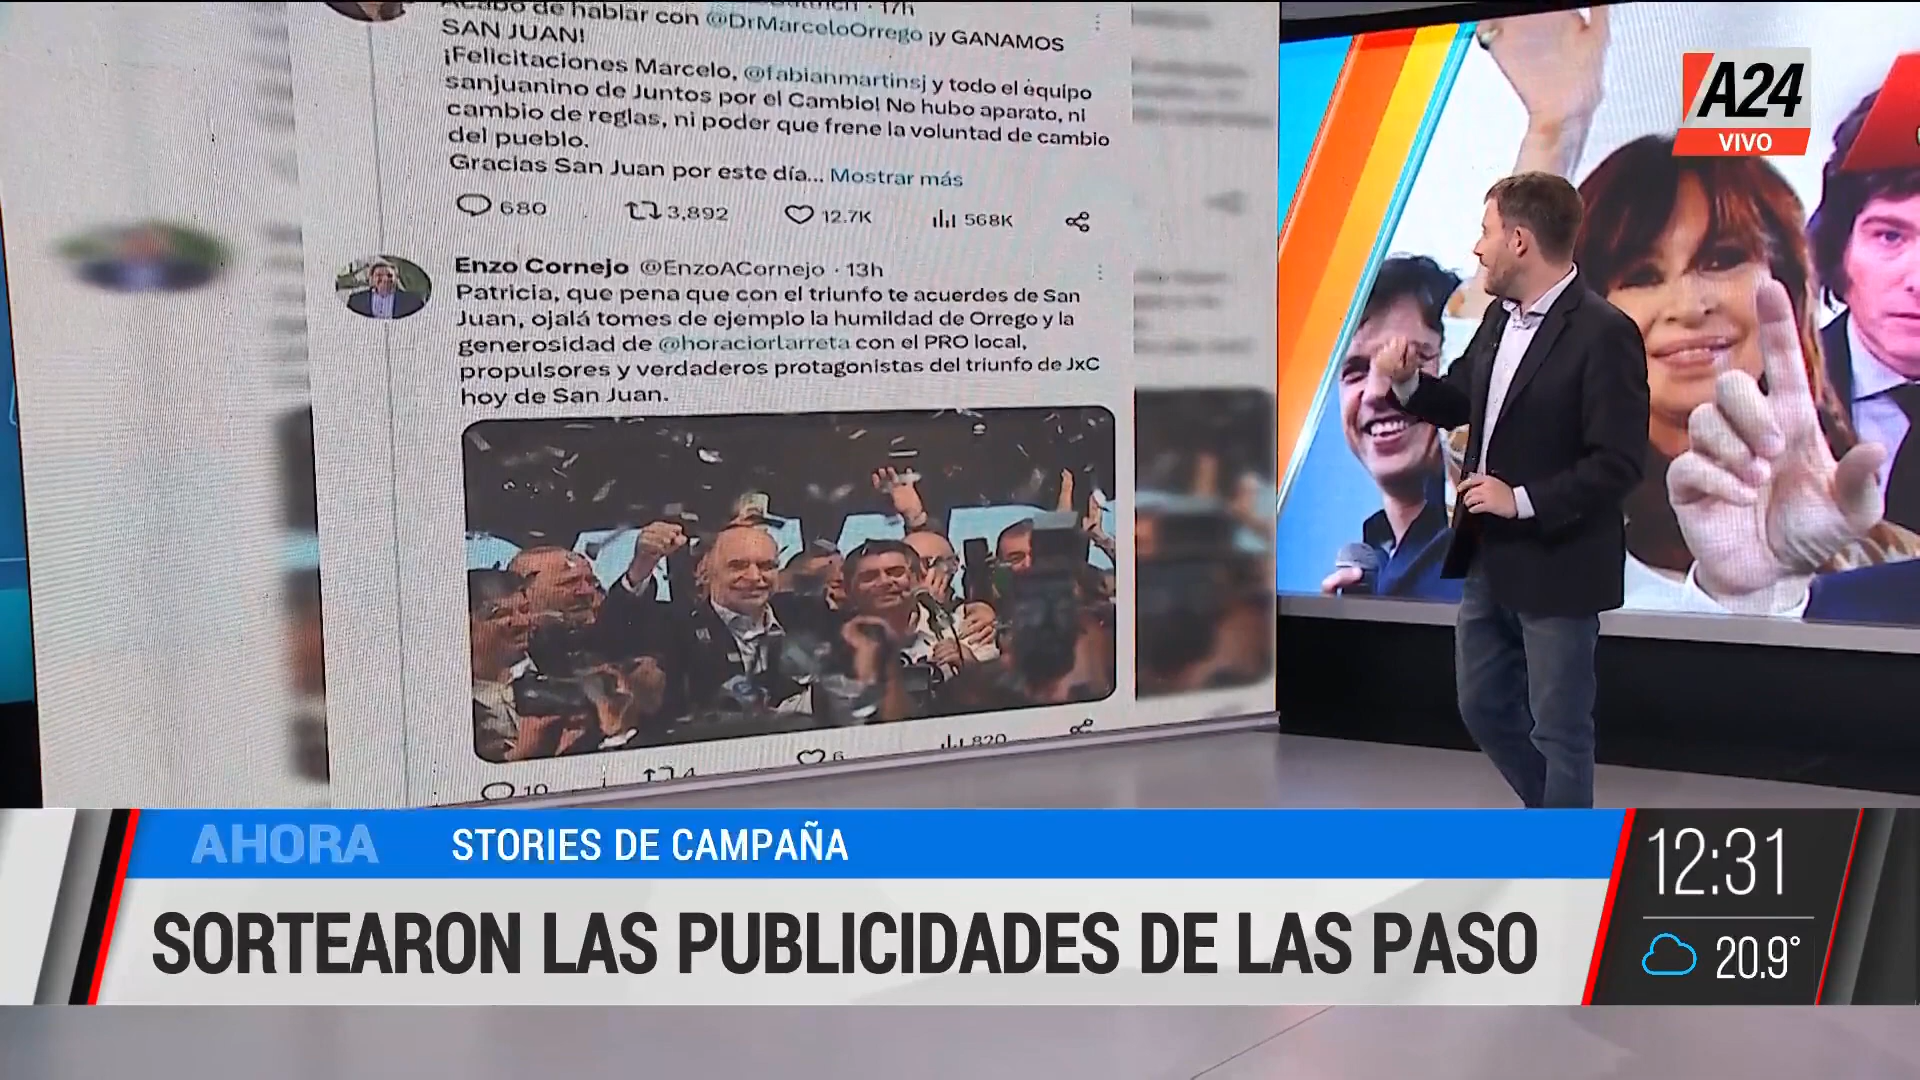 Acabo de hablar con @DrMarceloOrrego ¡y GANAMOS
SAN JUAN!
¡Felicitaciones Marcelo, @fabianmartinsj y todo el equipo
sanjuanino de Juntos por el Cambio! No hubo aparato, ni
cambio de reglas, ni poder que frene la voluntad de cambio
del pueblo.
Gracias San Juan por este día... Mostrar más
680 3,892 12.7K 568K
Enzo Cornejo @EnzoACornejo · 13h
Patricia, que pena que con el triunfo te acuerdes de San
Juan, ojalá tomes de ejemplo la humildad de Orrego y la
generosidad de @horaciorlarreta con el PRO local,
propulsores y verdaderos protagonistas del triunfo de JxC
hoy de San Juan.
10 4 6 820
A24
VIVO
AHORA STORIES DE CAMPAÑA
SORTEARON LAS PUBLICIDADES DE LAS PASO
12:31
20.9°